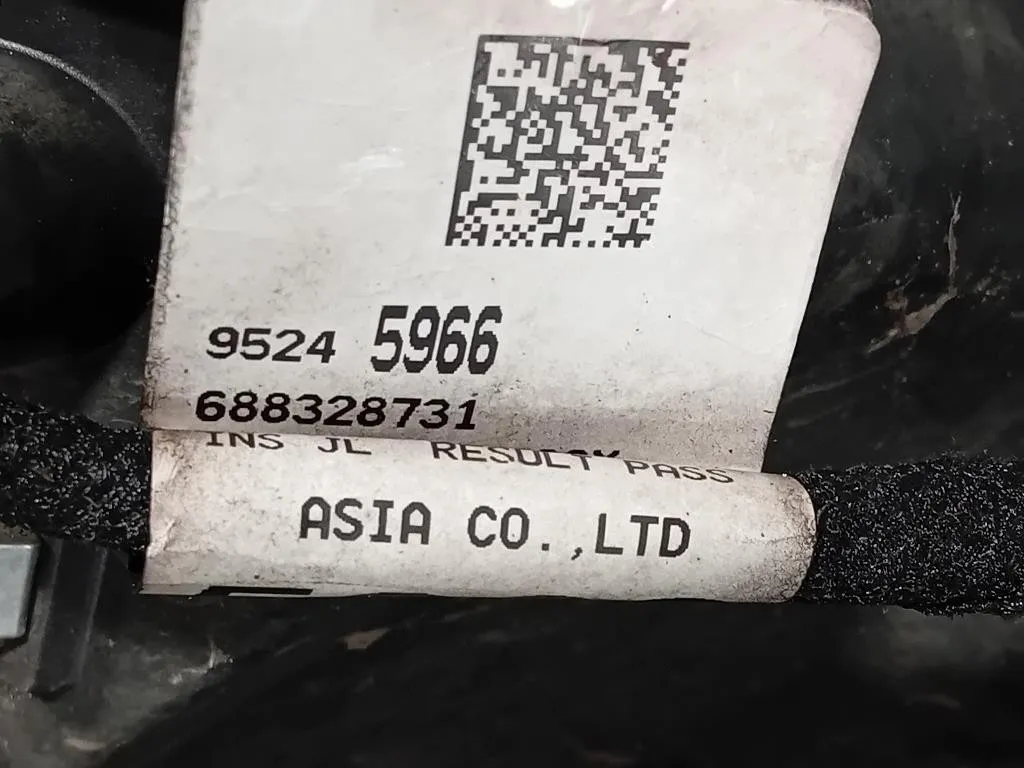 9524 5966
688328731
INS JL RESULT PASS
ASIA CO.,LTD